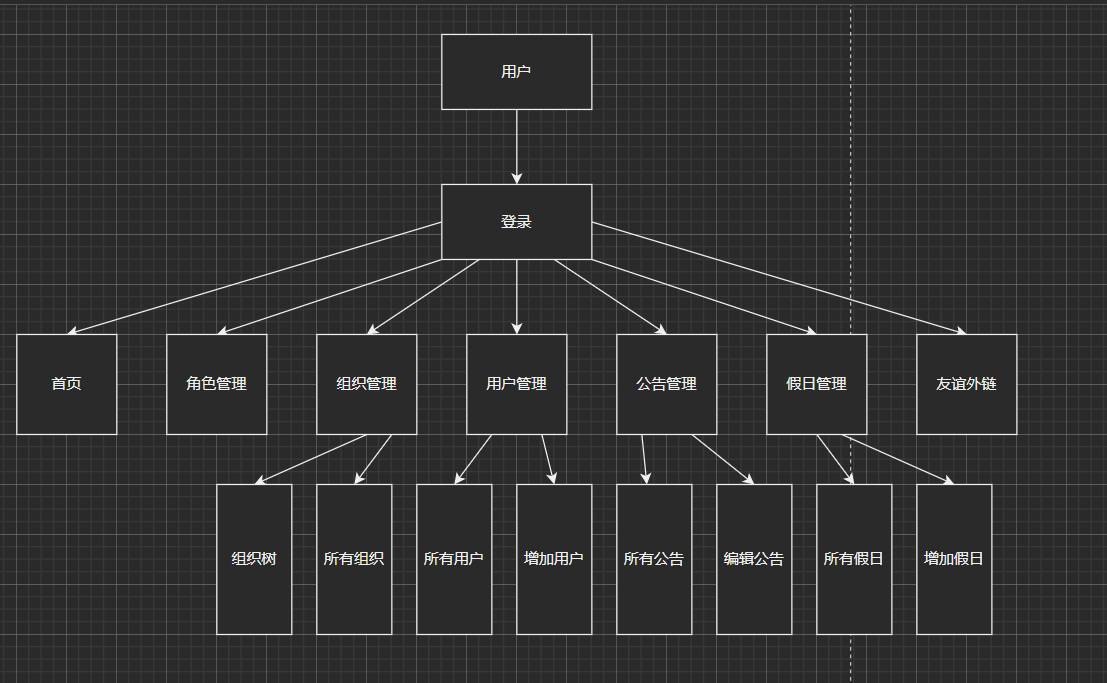 用户
登录
首页
角色管理
组织管理
用户管理
公告管理
假日管理
友谊外链
组织树
所有组织
所有用户
增加用户
所有公告
编辑公告
所有假日
增加假日